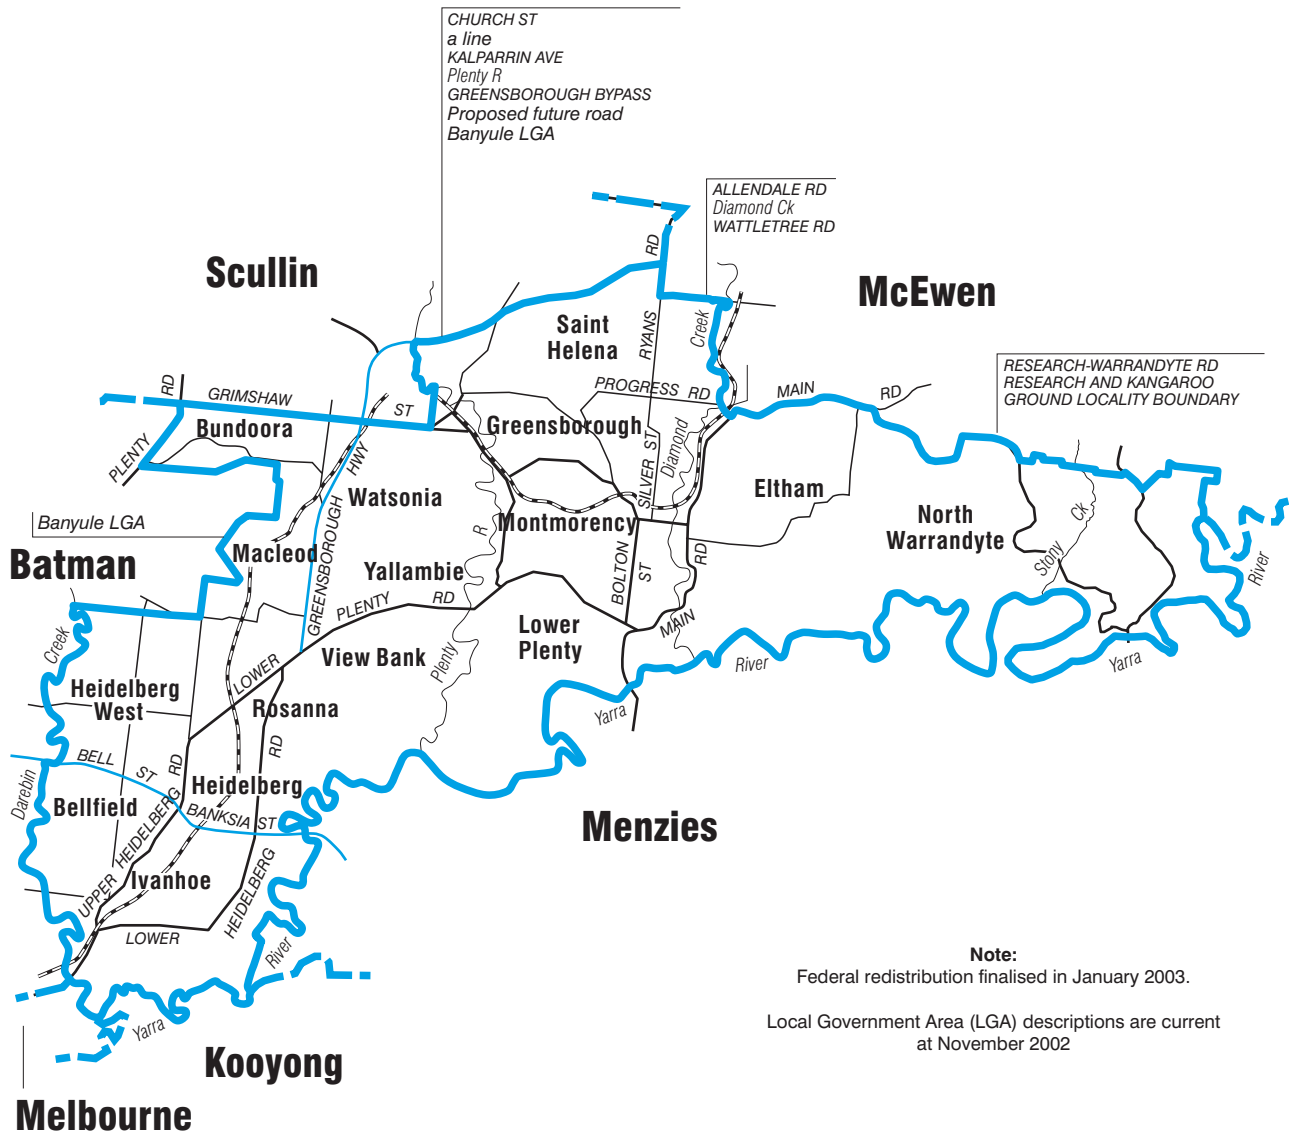 CHURCH ST
a line
KALPARRIN AVE
Plenty R
GREENSBOROUGH BYPASS
Proposed future road
Banyule LGA
ALLENDALE RD
Diamond Ck
WATTLETREE RD
RD
Scullin
McEwen
Saint
Helena
RYANS
Creek
RESEARCH-WARRANDYTE RD
RESEARCH AND KANGAROO
GROUND LOCALITY BOUNDARY
RD
GRIMSHAW
ST
PROGRESS RD
MAIN
RD
Bundoora
Greensborough
PLENTY
HWY
SILVER ST
Diamond
Watsonia
Eltham
Banyule LGA
R
Montmorency
North
Warrandyte
Ck
Stony
River
Batman
Macleod
GREENSBOROUGH
Yallambie
PLENTY
RD
BOLTON
ST
RD
MAIN
Creek
Lower
Plenty
View Bank
LOWER
Plenty
River
Yarra
Heidelberg
West
Rosanna
Yarra
RD
RD
BELL
ST
Darebin
Heidelberg
Bellfield
HEIDELBERG
BANKSIA ST
Menzies
UPPER
Ivanhoe
HEIDELBERG
LOWER
River
Note:
Federal redistribution finalised in January 2003.
Local Government Area (LGA) descriptions are current
at November 2002
Yarra
Kooyong
Melbourne